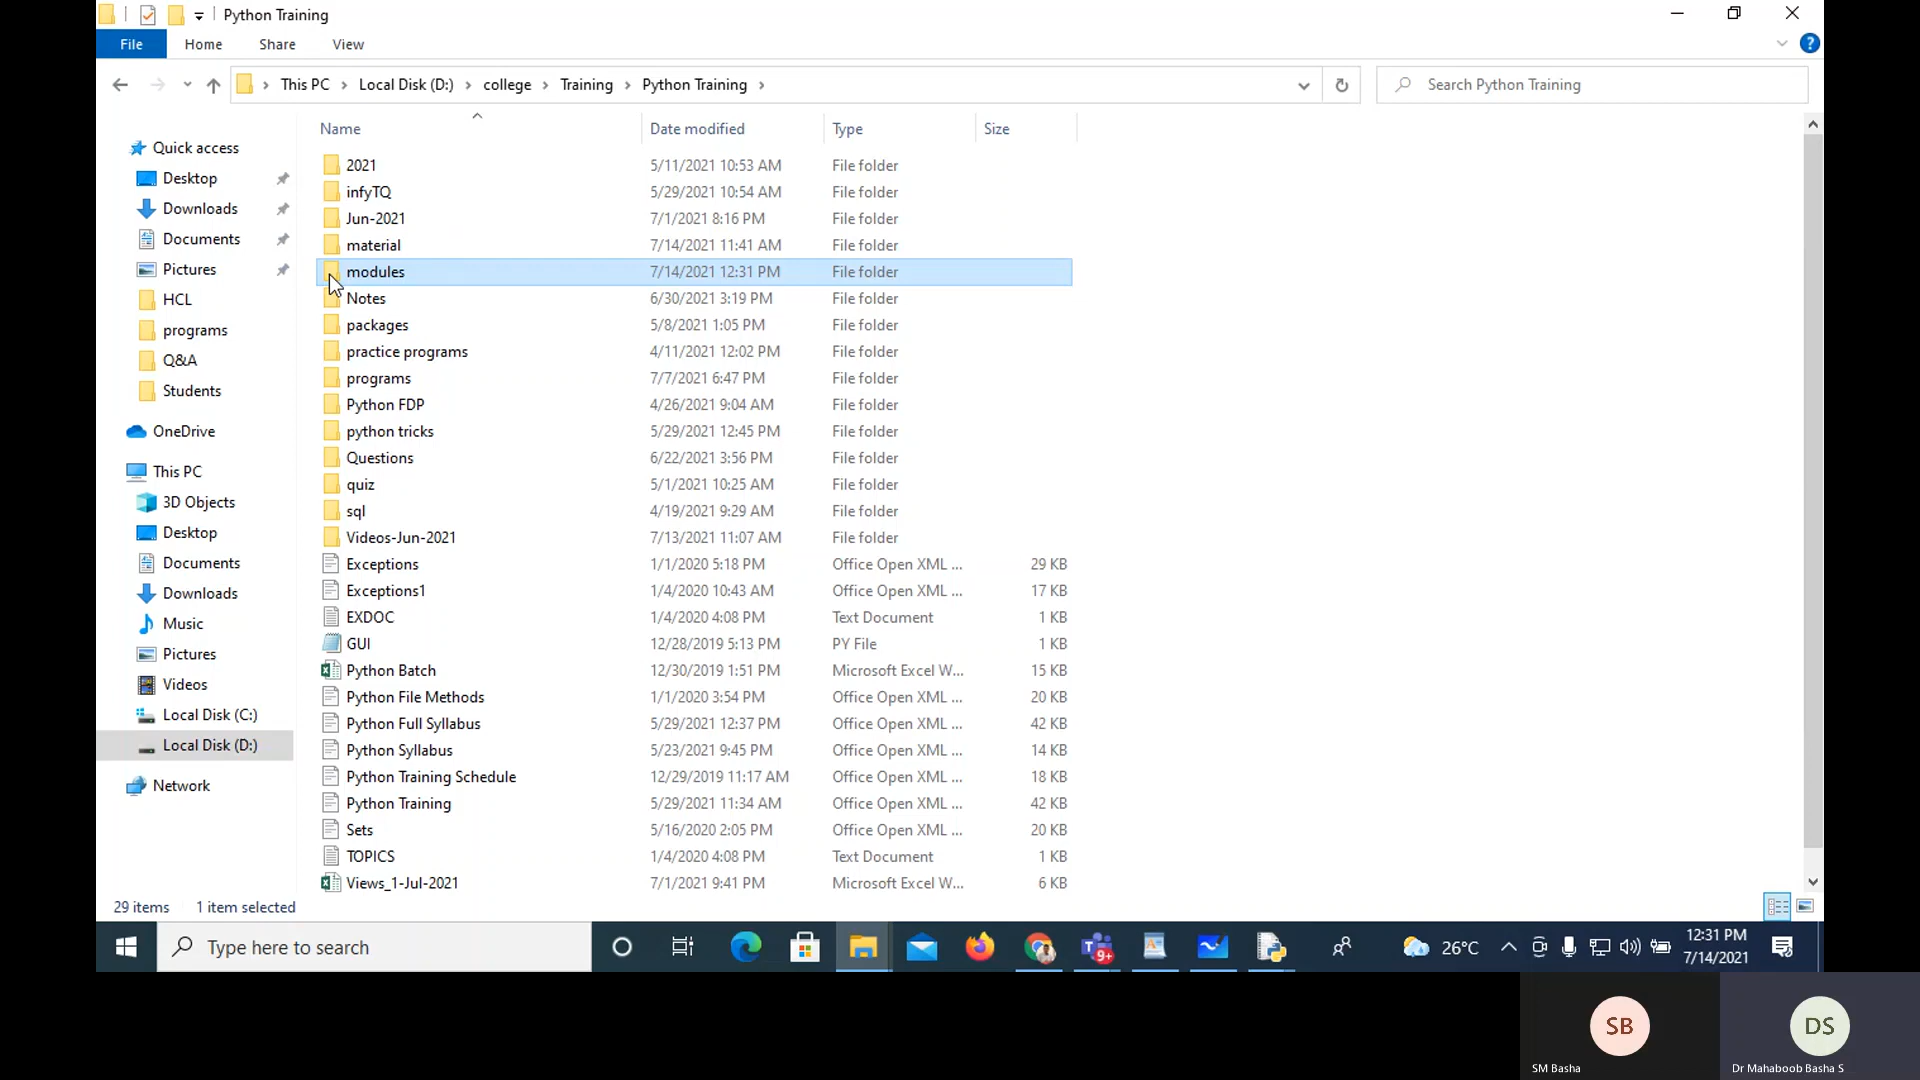 Python Training
File Home Share View
This PC Local Disk (D:) college Training Python Training Search Python Training
Name Date modified Type Size
Quick access
Desktop
Downloads
Documents
Pictures
HCL
programs
Q&A
Students
OneDrive
This PC
3D Objects
Desktop
Documents
Downloads
Music
Pictures
Videos
Local Disk (C:)
Local Disk (D:)
Network
2021 5/11/2021 10:53 AM File folder
infyTQ 5/29/2021 10:54 AM File folder
Jun-2021 7/1/2021 8:16 PM File folder
material 7/14/2021 11:41 AM File folder
modules 7/14/2021 12:31 PM File folder
Notes 6/30/2021 3:19 PM File folder
packages 5/8/2021 1:05 PM File folder
practice programs 4/11/2021 12:02 PM File folder
programs 7/7/2021 6:47 PM File folder
Python FDP 4/26/2021 9:04 AM File folder
python tricks 5/29/2021 12:45 PM File folder
Questions 6/22/2021 3:56 PM File folder
quiz 5/1/2021 10:25 AM File folder
sql 4/19/2021 9:29 AM File folder
Videos-Jun-2021 7/13/2021 11:07 AM File folder
Exceptions 1/1/2020 5:18 PM Office Open XML ... 29 KB
Exceptions1 1/4/2020 10:43 AM Office Open XML ... 17 KB
EXDOC 1/4/2020 4:08 PM Text Document 1 KB
GUI 12/28/2019 5:13 PM PY File 1 KB
Python Batch 12/30/2019 1:51 PM Microsoft Excel W... 15 KB
Python File Methods 1/1/2020 3:54 PM Office Open XML ... 20 KB
Python Full Syllabus 5/29/2021 12:37 PM Office Open XML ... 42 KB
Python Syllabus 5/23/2021 9:45 PM Office Open XML ... 14 KB
Python Training Schedule 12/29/2019 11:17 AM Office Open XML ... 18 KB
Python Training 5/29/2021 11:34 AM Office Open XML ... 42 KB
Sets 5/16/2020 2:05 PM Office Open XML ... 20 KB
TOPICS 1/4/2020 4:08 PM Text Document 1 KB
Views_1-Jul-2021 7/1/2021 9:41 PM Microsoft Excel W... 6 KB
29 items 1 item selected
Type here to search
9+
26°C
12:31 PM
7/14/2021
SB
SM Basha
DS
Dr Mahaboob Basha S